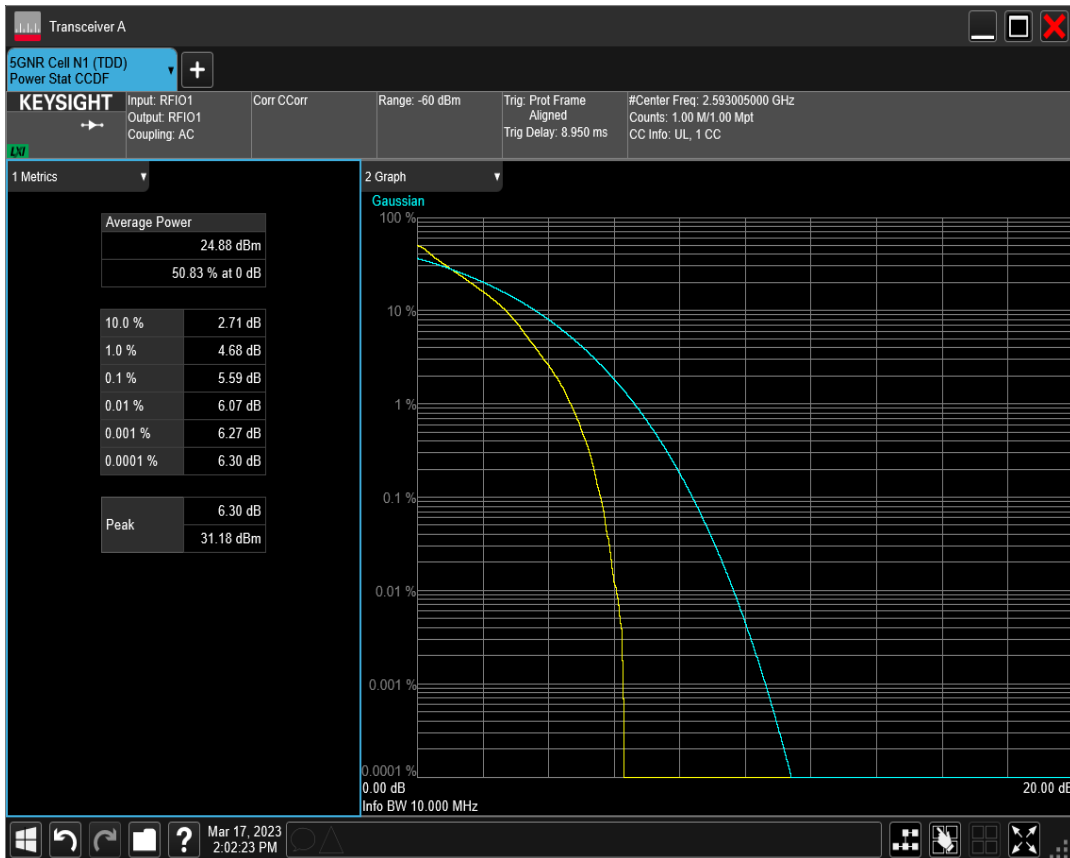 Transceiver A
5GNR Cell N1 (TDD)
Power Stat CCDF
KEYSIGHT
LXI
Input: RFIO1
Output: RFIO1
Coupling: AC
Corr CCorr
Range: -60 dBm
Trig: Prot Frame
Aligned
Trig Delay: 8.950 ms
#Center Freq: 2.593005000 GHz
Counts: 1.00 M/1.00 Mpt
CC Info: UL, 1 CC
1 Metrics
Average Power
24.88 dBm
50.83 % at 0 dB
10.0 % 2.71 dB
1.0 % 4.68 dB
0.1 % 5.59 dB
0.01 % 6.07 dB
0.001 % 6.27 dB
0.0001 % 6.30 dB
Peak 6.30 dB
31.18 dBm
2 Graph
Gaussian
100 %
10 %
1 %
0.1 %
0.01 %
0.001 %
0.0001 %
0.00 dB 20.00 dB
Info BW 10.000 MHz
Mar 17, 2023
2:02:23 PM